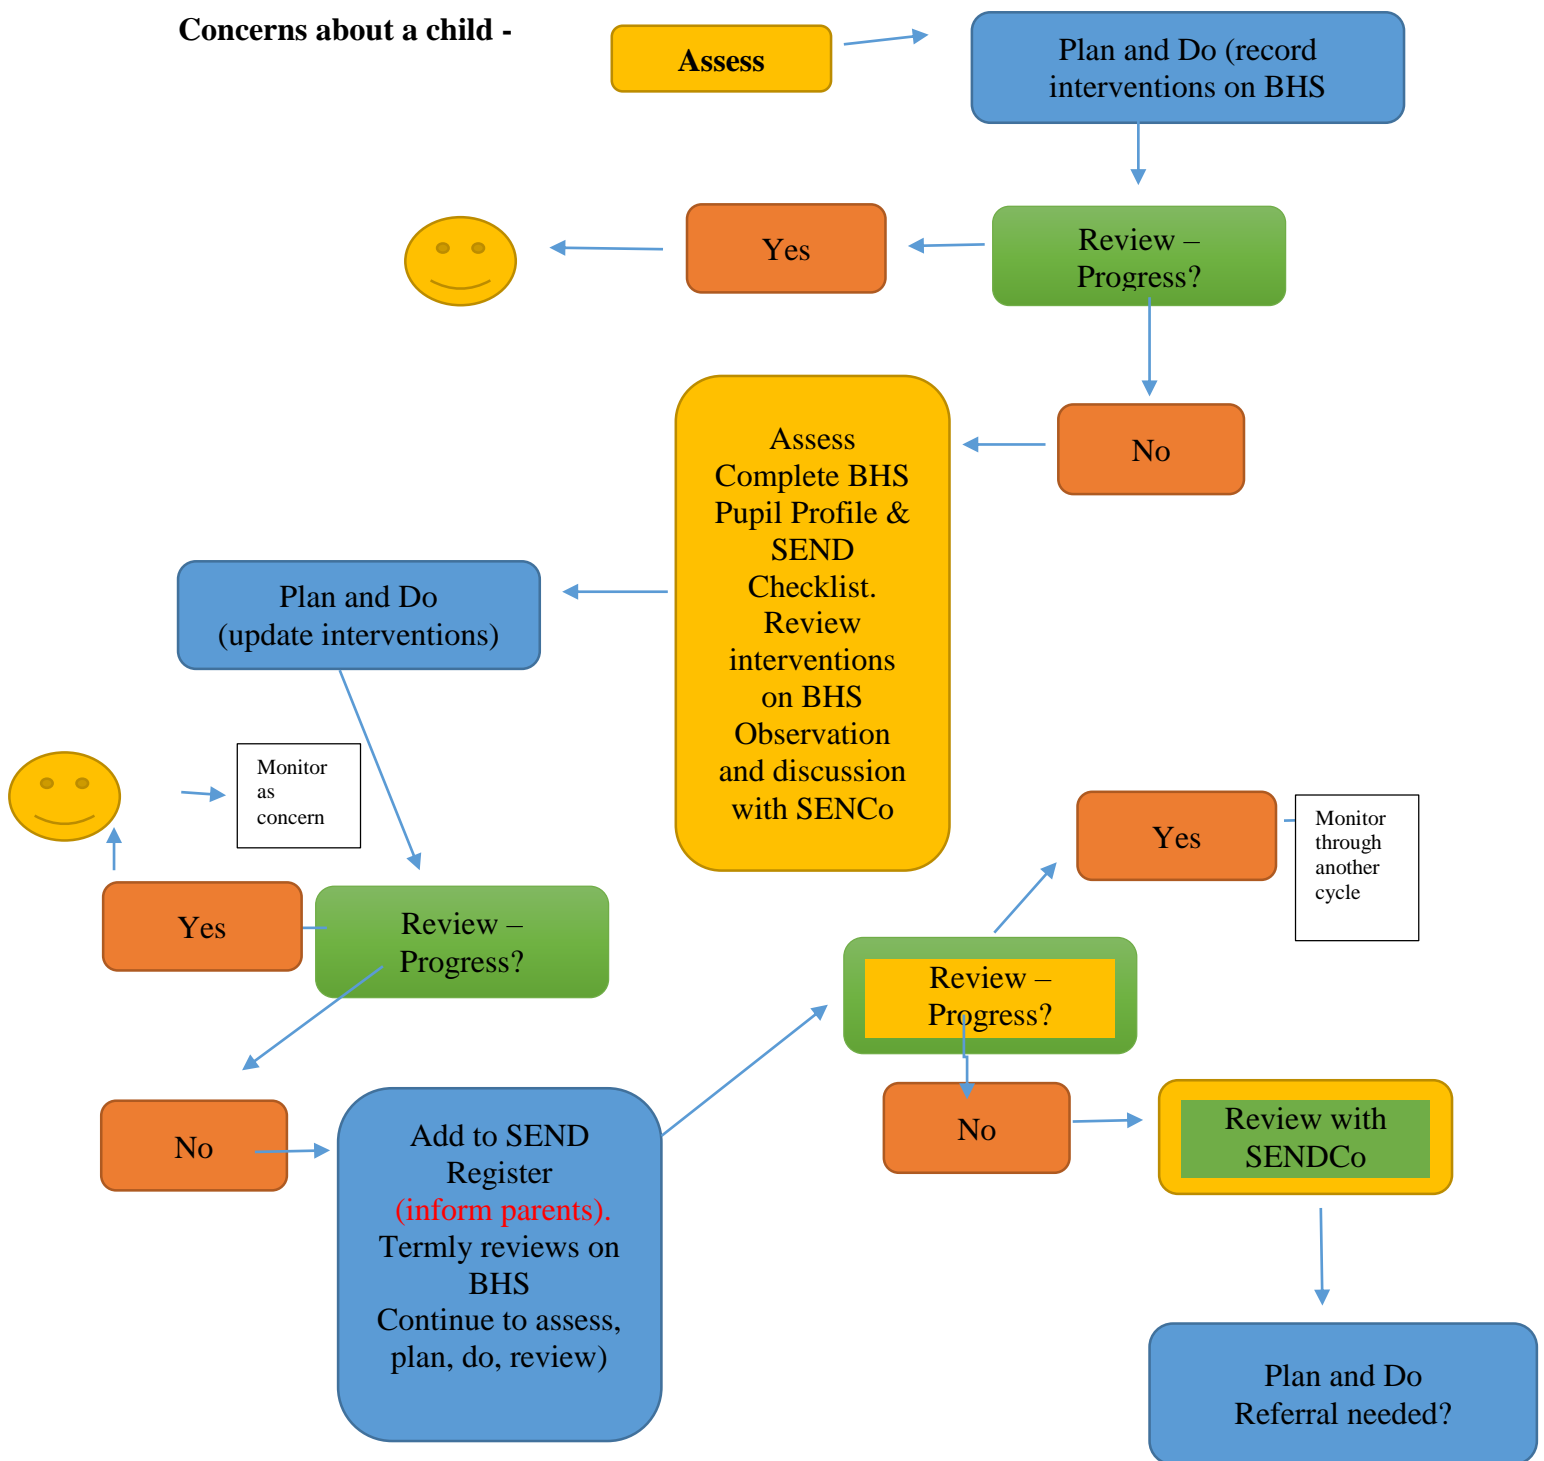 Concerns about a child -
Assess
Plan and Do (record
interventions on BHS
Yes
Review –
Progress?
No
Assess
Complete BHS
Pupil Profile &
SEND
Checklist.
Review
interventions
on BHS
Observation
and discussion
with SENCo
Plan and Do
(update interventions)
Monitor
as
concern
Yes
Review –
Progress?
Yes
Monitor
through
another
cycle
Review –
Progress?
No
Add to SEND
Register
(inform parents).
Termly reviews on
BHS
Continue to assess,
plan, do, review)
No
Review with
SENDCo
Plan and Do
Referral needed?